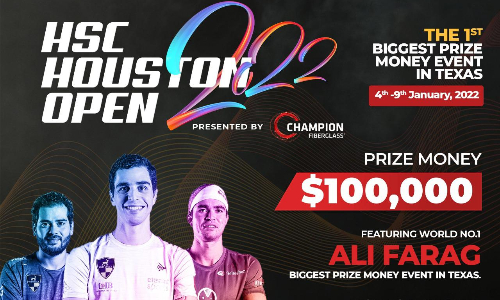 HSC
HOUSTON
OPEN
2022
PRESENTED BY CHAMPION
FIBERGLASS
THE 1ST
BIGGEST PRIZE
MONEY EVENT
IN TEXAS
4th -9th January, 2022
PRIZE MONEY
$100,000
FEATURING WORLD NO.1
ALI FARAG
BIGGEST PRIZE MONEY EVENT IN TEXAS.